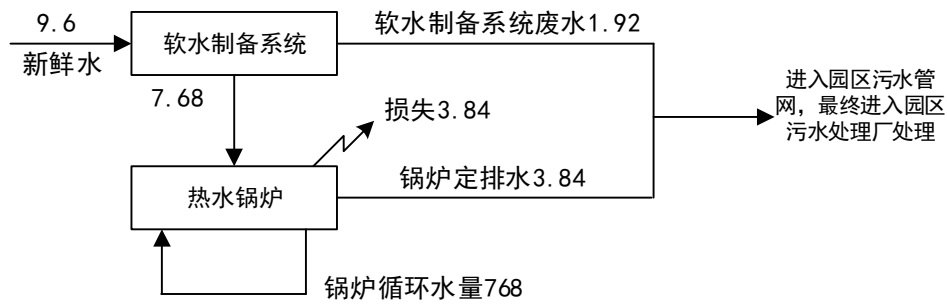 9.6
新鲜水
软水制备系统
软水制备系统废水1.92
7.68
损失3.84
进入园区污水管
网，最终进入园区
污水处理厂处理
热水锅炉
锅炉定排水3.84
锅炉循环水量768